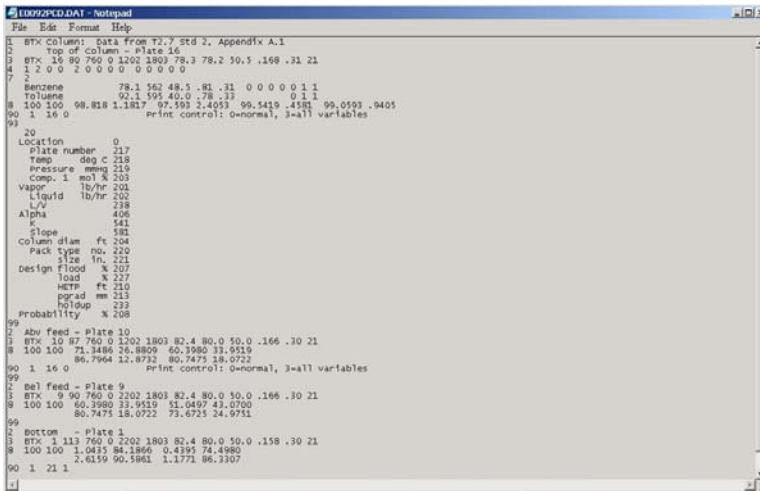 E0092PCD.DAT - Notepad
File Edit Format Help
1 BTX Column: Data from T2.7 Std 2, Appendix A.1
2 Top of Column - Plate 16
3 BTX 16 80 760 0 1202 1803 78.3 78.2 50.5 .168 .31 21
4 1 2 0 0 2 0 0 0 0 0 0 0 0 0
7 2
Benzene 78.1 562 48.5 .81 .31 0 0 0 0 0 1 1
Toluene 92.1 595 40.0 .78 .33 0 1 1
8 100 100 98.818 1.1817 97.593 2.4053 99.5419 .4581 99.0593 .9405
90 1 16 0 Print control: 0=normal, 3=all variables
93
20
Location 0
Plate number 217
Temp deg C 218
Pressure mmHg 219
Comp. 1 mol % 203
Vapor lb/hr 201
Liquid lb/hr 202
L/V 238
Alpha 406
K 541
Slope 581
Column diam ft 204
Pack type no. 220
size in. 221
Design flood % 207
load % 227
HETP ft 210
pgrad mm 213
holdup 233
Probability % 208
99
2 Abv feed - Plate 10
3 BTX 10 87 760 0 1202 1803 82.4 80.0 50.0 .166 .30 21
8 100 100 71.3486 26.8809 60.3980 33.9519
86.7964 12.8732 80.7475 18.0722
90 1 16 0 Print control: 0=normal, 3=all variables
99
2 Bel feed - Plate 9
3 BTX 9 90 760 0 2202 1803 82.4 80.0 50.0 .166 .30 21
8 100 100 60.3980 33.9519 51.0497 43.0700
80.7475 18.0722 73.6725 24.9751
99
2 Bottom - Plate 1
3 BTX 1 113 760 0 2202 1803 82.4 80.0 50.0 .158 .30 21
8 100 100 1.0435 84.1866 0.4395 74.4980
2.6159 90.5861 1.1771 86.3307
90 1 21 1